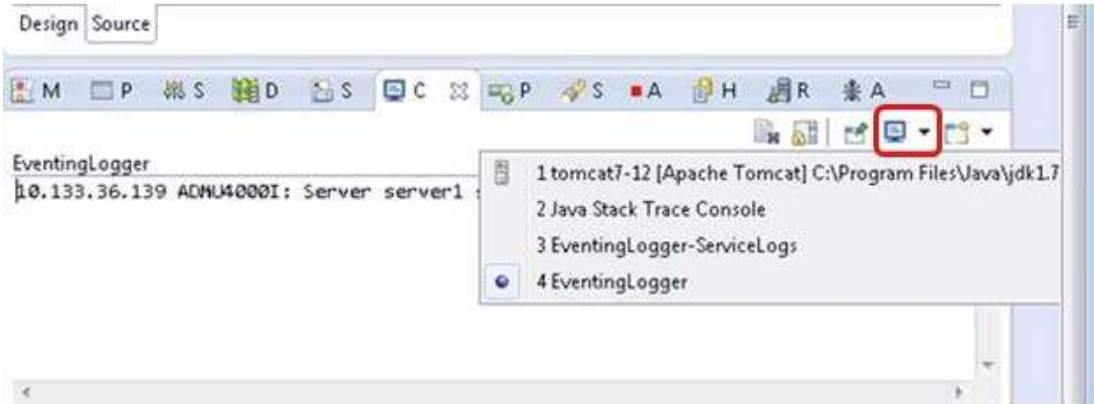 Design Source
M P S D S C P S A H R A
EventingLogger
10.133.36.139 ADMU4000I: Server server1 s
1 tomcat7-12 [Apache Tomcat] C:\Program Files\Java\jdk1.7
2 Java Stack Trace Console
3 EventingLogger-ServiceLogs
4 EventingLogger